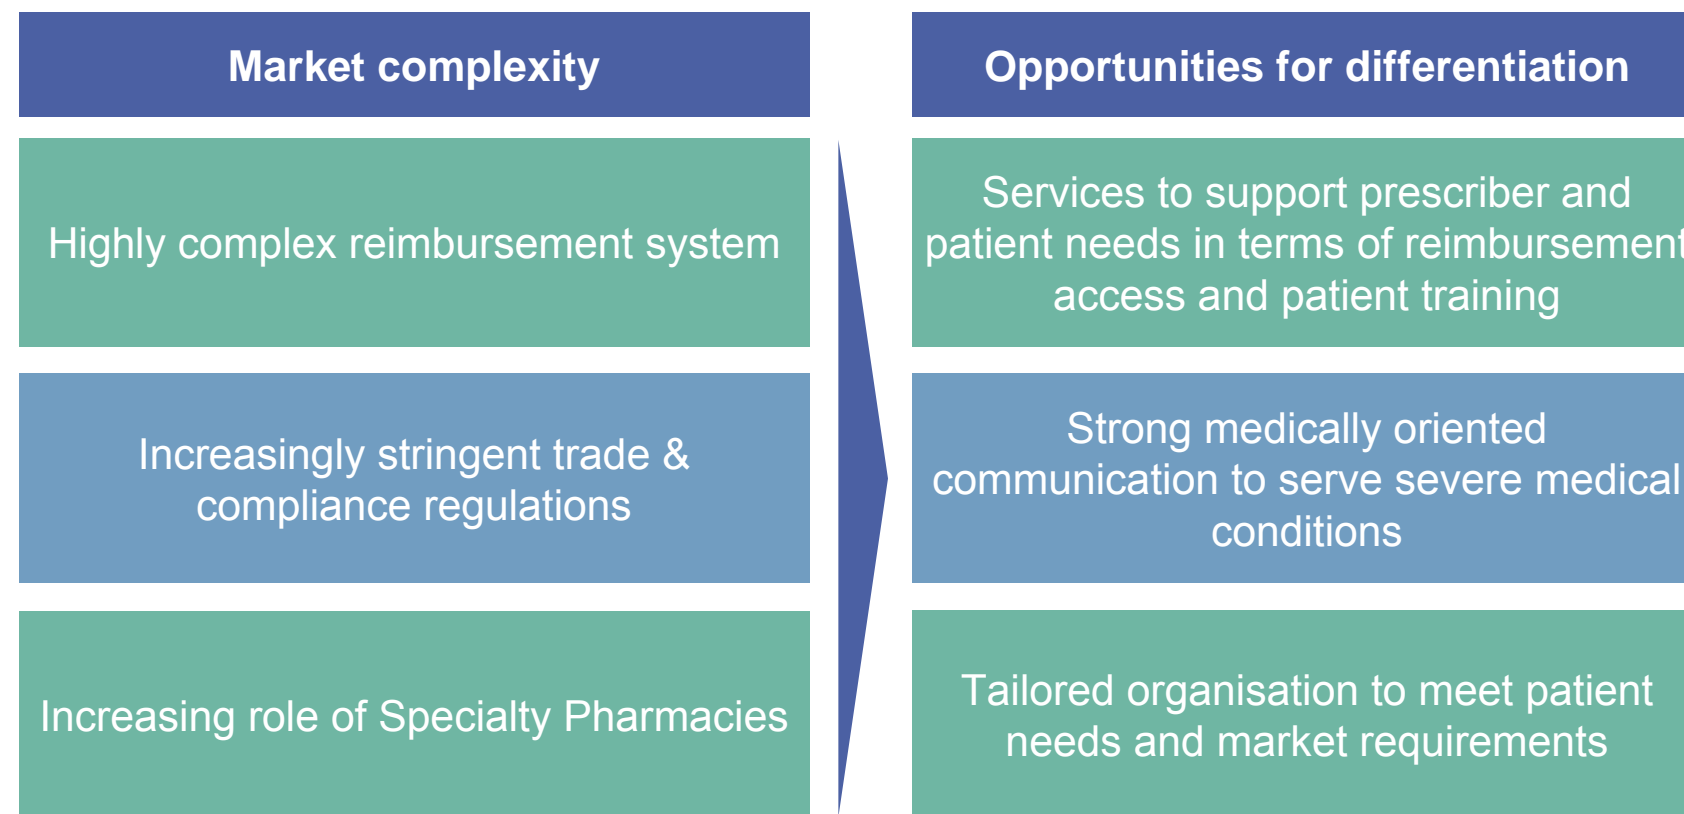 Market complexity
Highly complex reimbursement system
Increasingly stringent trade &
compliance regulations
Increasing role of Specialty Pharmacies
Opportunities for differentiation
Services to support prescriber and
patient needs in terms of reimbursement
access and patient training
Strong medically oriented
communication to serve severe medical
conditions
Tailored organisation to meet patient
needs and market requirements